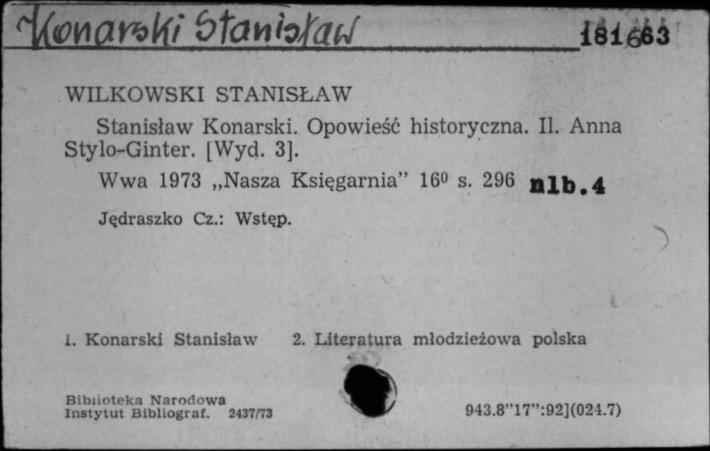 Konarski Stanisław
181663
WILKOWSKI STANISŁAW
Stanisław Konarski. Opowieść historyczna. Il. Anna
Stylo-Ginter. [Wyd. 3].
Wwa 1973 „Nasza Księgarnia” 16⁰ s. 296 nlb.4
Jędraszko Cz.: Wstęp.
1. Konarski Stanisław 2. Literatura młodzieżowa polska
Biblioteka Narodowa
Instytut Bibliograf. 2437/73
943.8”17”:92](024.7)